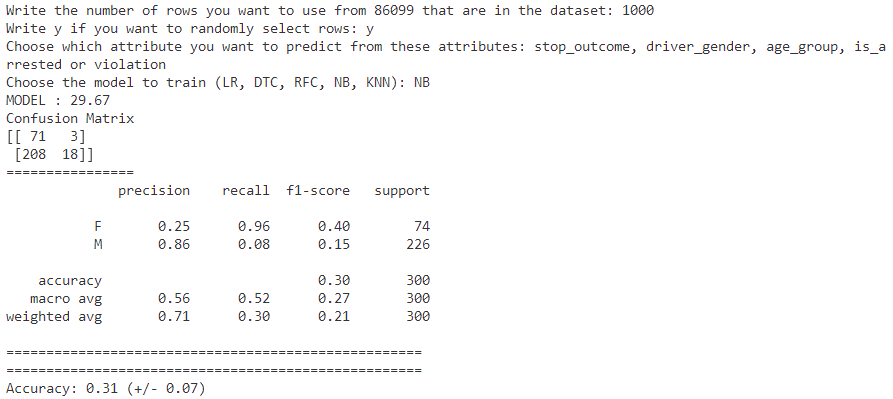 Write the number of rows you want to use from 86099 that are in the dataset: 1000
Write y if you want to randomly select rows: y
Choose which attribute you want to predict from these attributes: stop_outcome, driver_gender, age_group, is_a
rrested or violation
Choose the model to train (LR, DTC, RFC, NB, KNN): NB
MODEL : 29.67
Confusion Matrix
[[ 71   3]
 [208  18]]
================
              precision    recall  f1-score   support

           F       0.25      0.96      0.40        74
           M       0.86      0.08      0.15       226

    accuracy                           0.30       300
   macro avg       0.56      0.52      0.27       300
weighted avg       0.71      0.30      0.21       300

====================================================
====================================================
Accuracy: 0.31 (+/- 0.07)